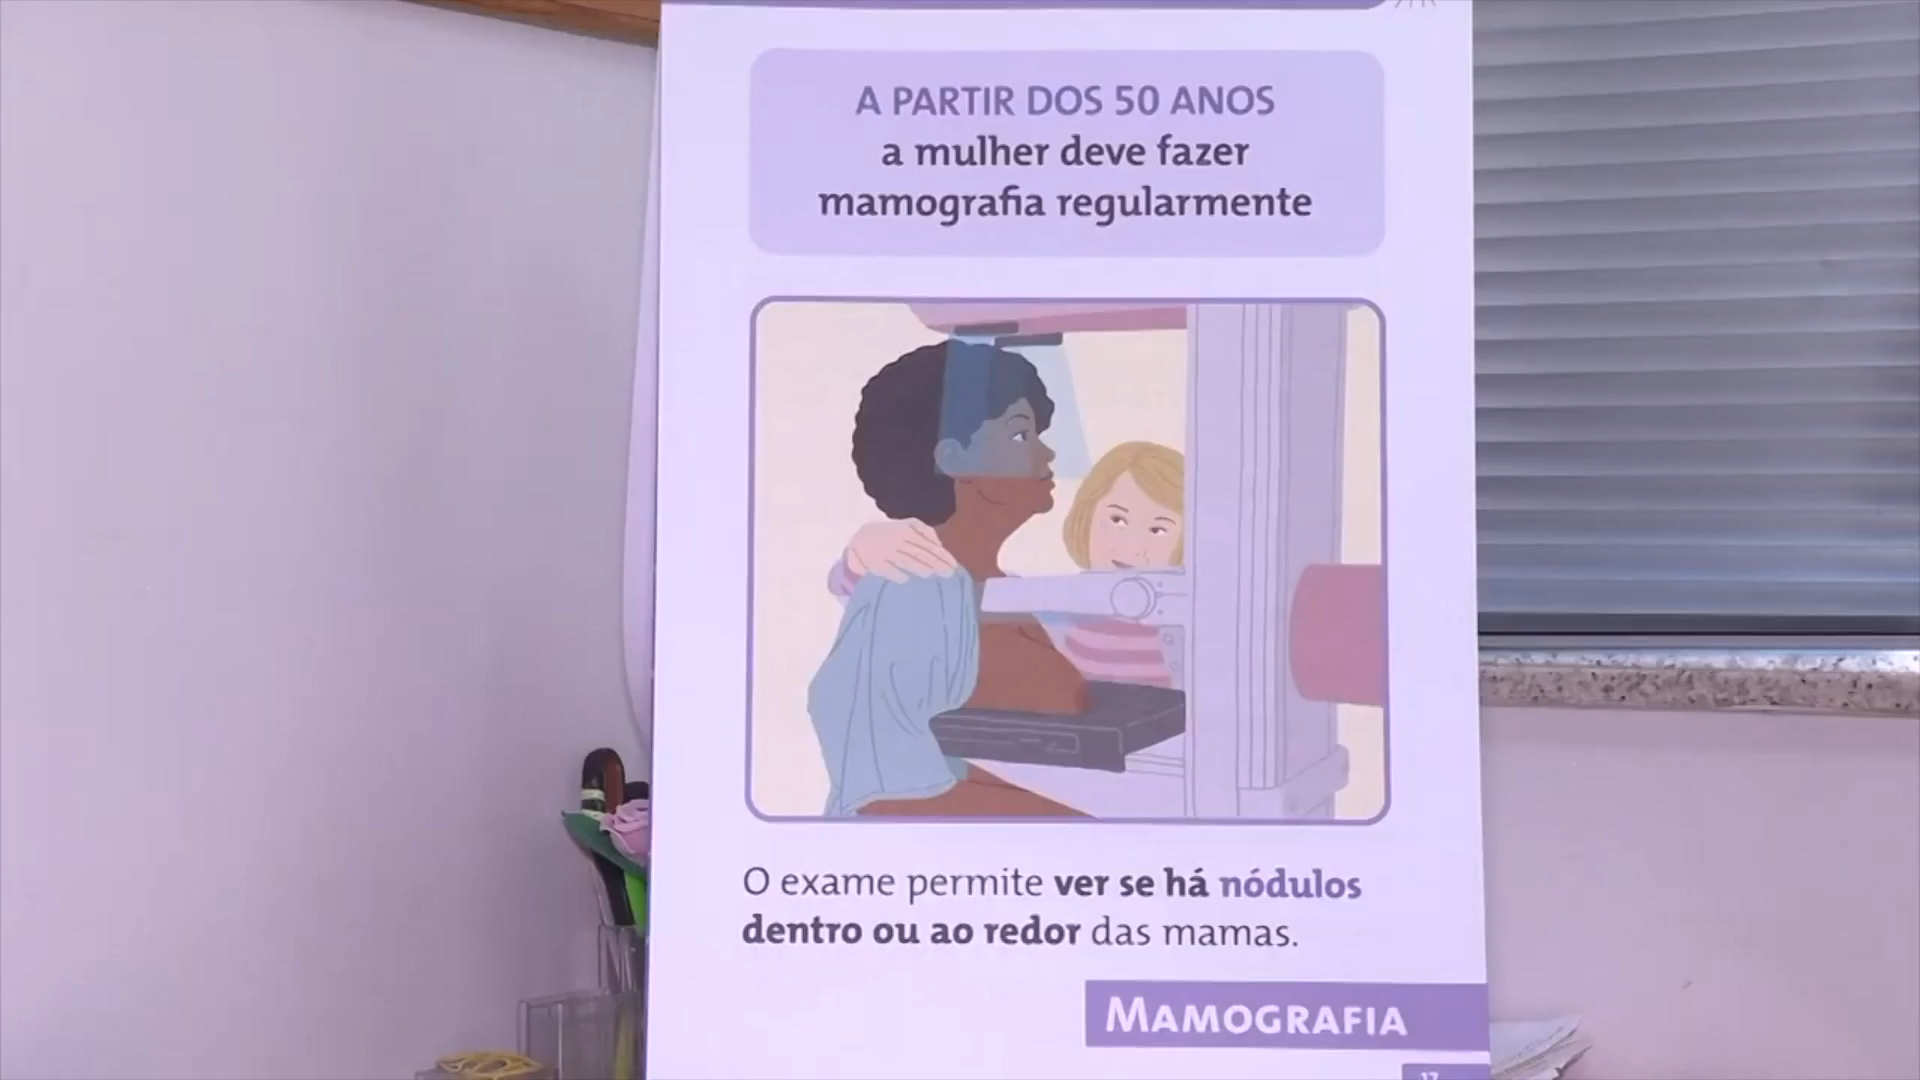 A PARTIR DOS 50 ANOS
a mulher deve fazer
mamografia regularmente
O exame permite ver se há nódulos
dentro ou ao redor das mamas.
MAMOGRAFIA